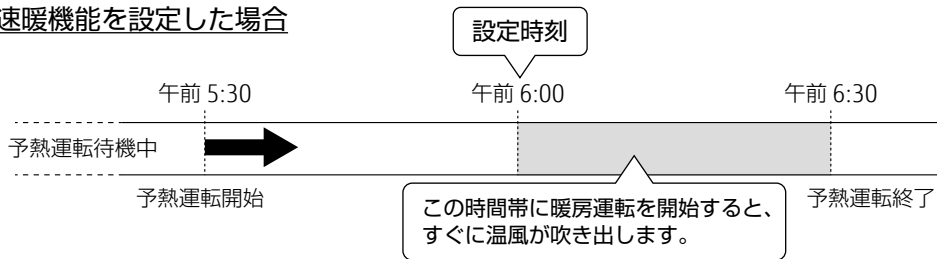 速暖機能を設定した場合
設定時刻
午前 5:30
午前 6:00
午前 6:30
予熱運転待機中
予熱運転開始
この時間帯に暖房運転を開始すると、
すぐに温風が吹き出します。
予熱運転終了